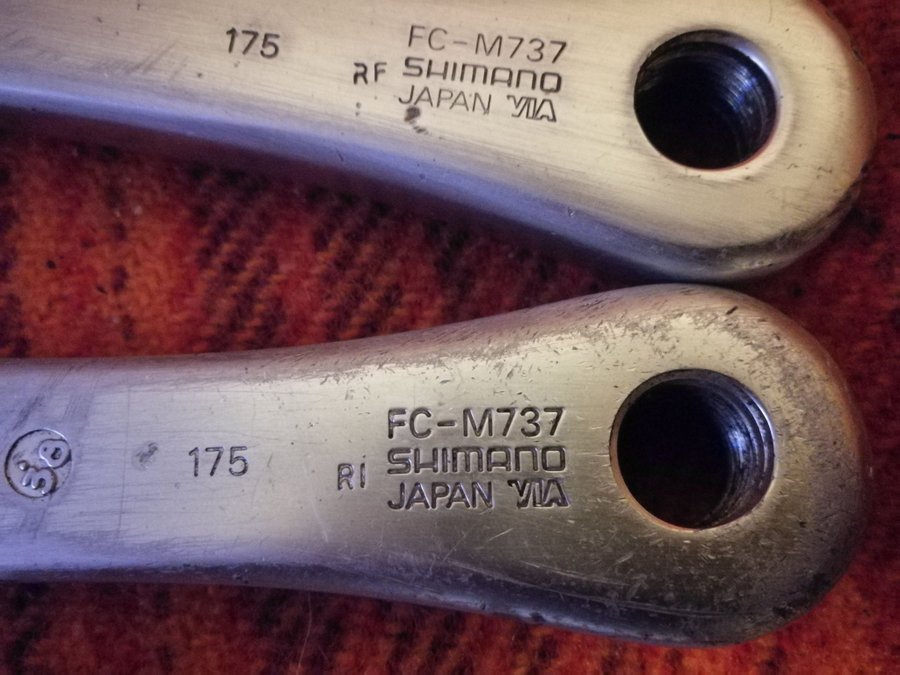 175
FC-M737
RF SHIMANO
JAPAN VIA
175
FC-M737
RI SHIMANO
JAPAN VIA